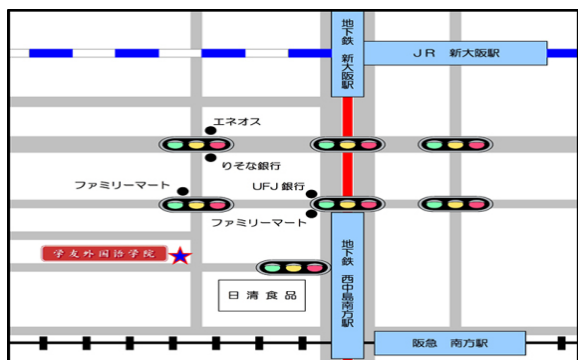 地下鉄 新大阪駅
JR 新大阪駅
エネオス
りそな銀行
ファミリーマート
UFJ 銀行
ファミリーマート
学友外国語学院
地下鉄 西中島南方駅
日清食品
阪急 南方駅